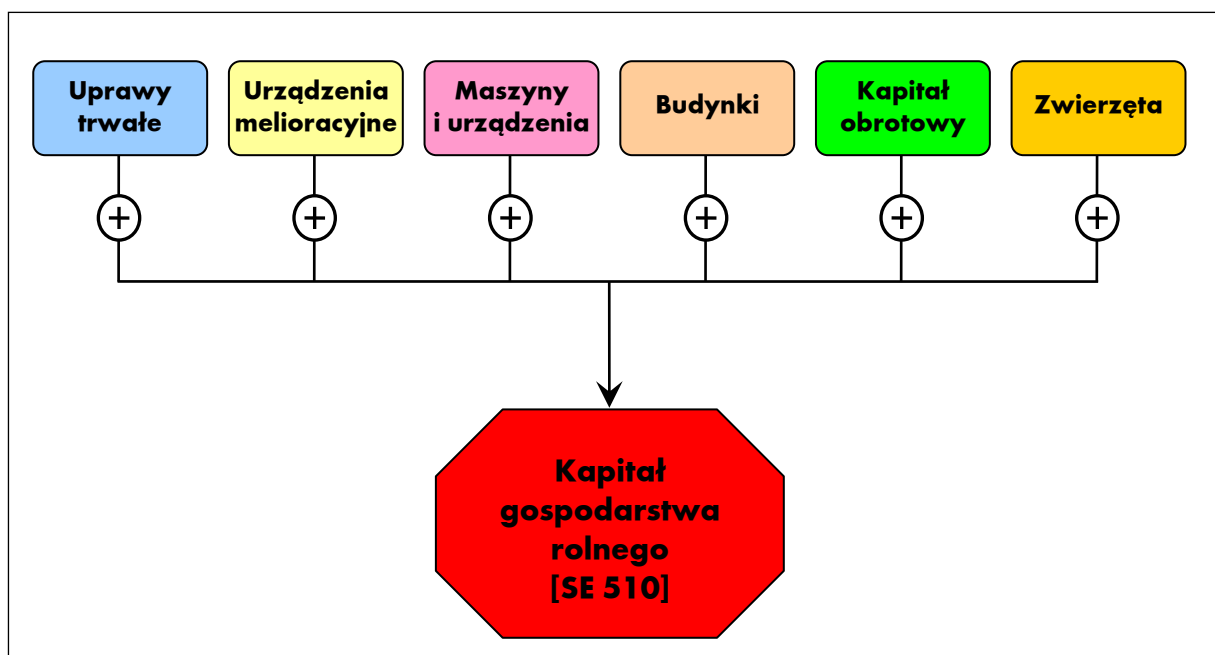 Uprawy
trwałe
Urządzenia
melioracyjne
Maszyny
i urządzenia
Budynki
Kapitał
obrotowy
Zwierzęta
+ + + + + +
Kapitał
gospodarstwa
rolnego
[SE 510]